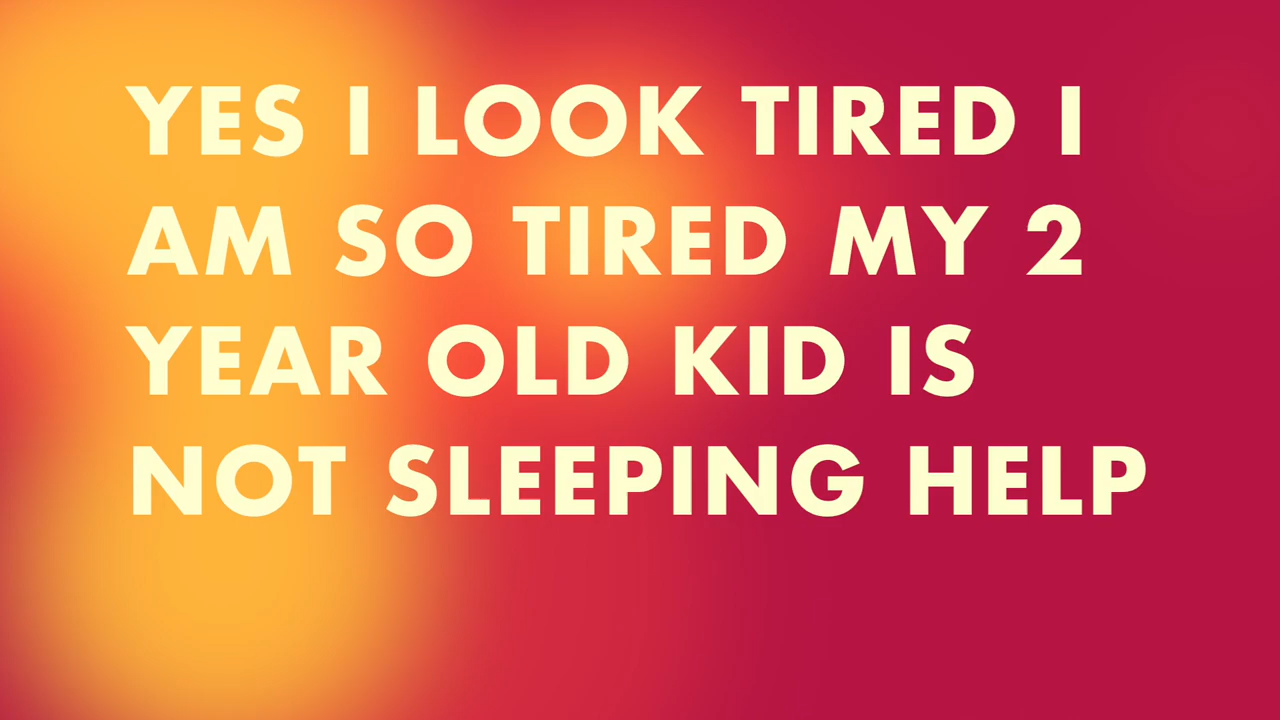 YES I LOOK TIRED I
AM SO TIRED MY 2
YEAR OLD KID IS
NOT SLEEPING HELP